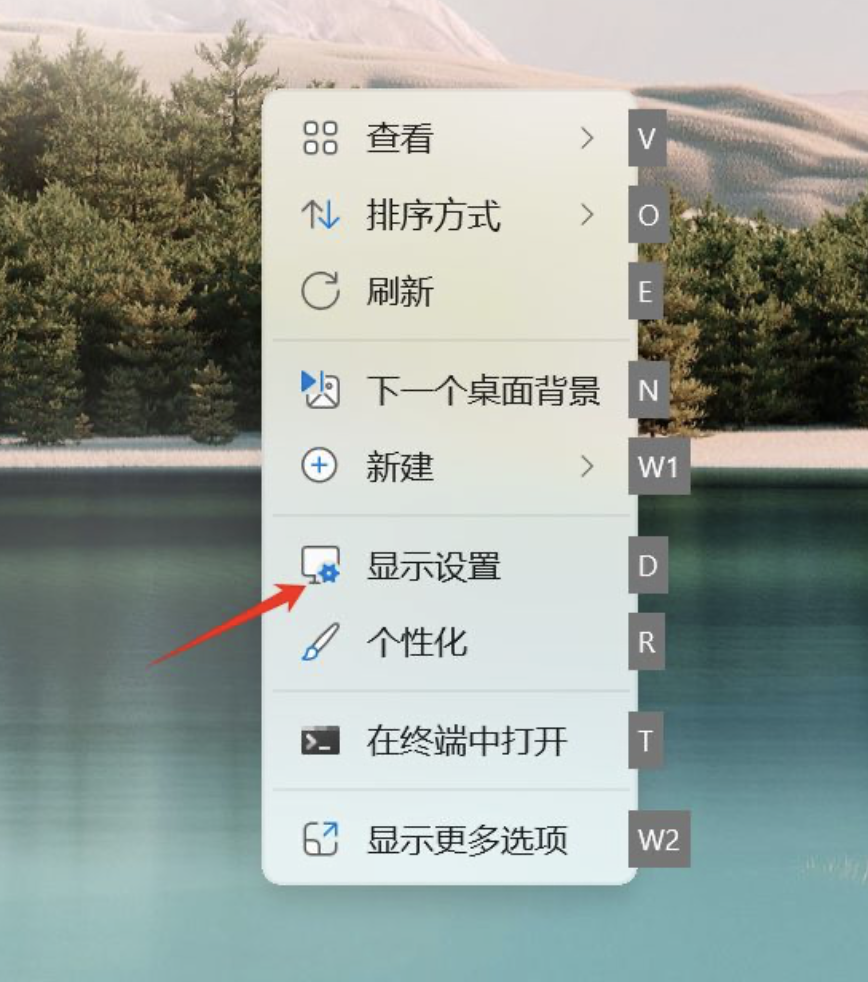 查看 V
排序方式 O
刷新 E
下一个桌面背景 N
新建 W1
显示设置 D
个性化 R
在终端中打开 T
显示更多选项 W2